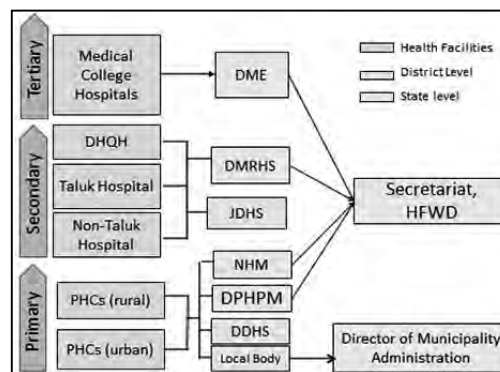 Tertiary
Medical
College
Hospitals
DME
Health Facilities
District Level
State level
Secondary
DHQH
Taluk Hospital
Non-Taluk
Hospital
DMRHS
JDHS
Secretariat,
HFWD
Primary
PHCs (rural)
PHCs (urban)
NHM
DPHPM
DDHS
Local Body
Director of Municipality
Administration